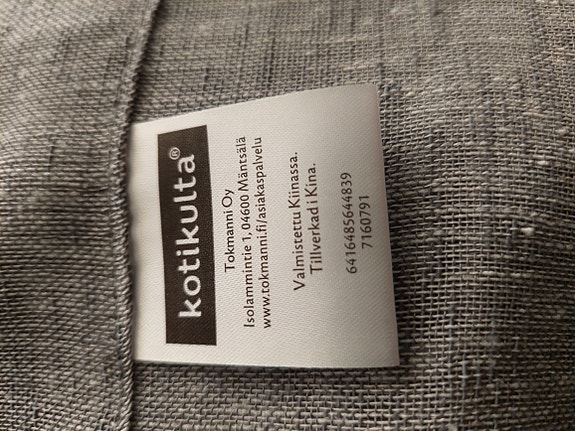 kotikulta®
Tokmanni Oy
Isolammintie 1, 04600 Mäntsälä
www.tokmanni.fi/asiakaspalvelu
Valmistettu Kiinassa.
Tillverkad i Kina.
6416485644839
7160791